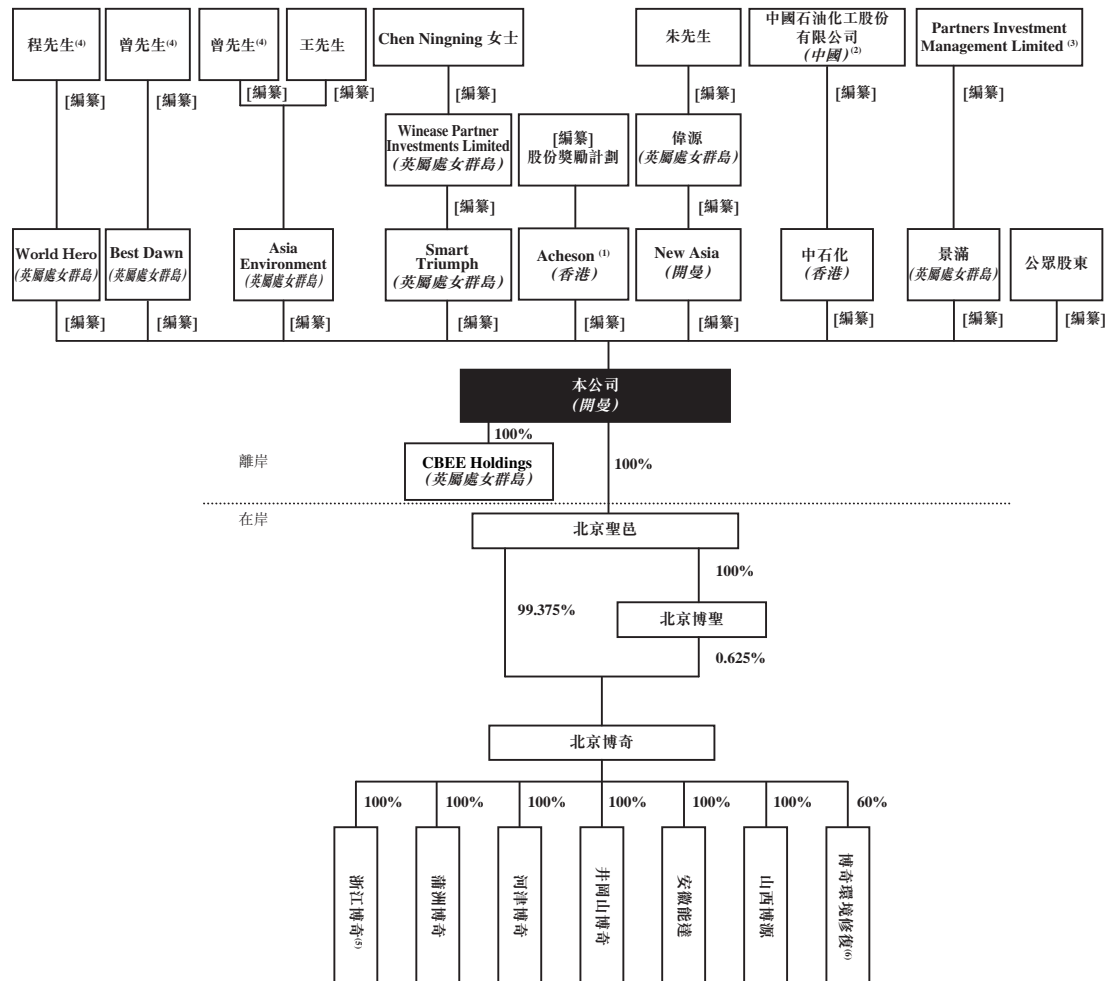 程先生(4)
曾先生(4)
曾先生(4)
王先生
Chen Ningning 女士
朱先生
中國石油化工股份
有限公司
(中國)(2)
Partners Investment
Management Limited (3)
[編纂]
[編纂]
[編纂]
[編纂]
[編纂]
[編纂]
[編纂]
[編纂]
Winease Partner
Investments Limited
(英屬處女群島)
[編纂]
股份獎勵計劃
偉源
(英屬處女群島)
[編纂]
[編纂]
World Hero
(英屬處女群島)
Best Dawn
(英屬處女群島)
Asia
Environment
(英屬處女群島)
Smart
Triumph
(英屬處女群島)
Acheson (1)
(香港)
New Asia
(開曼)
中石化
(香港)
景滿
(英屬處女群島)
公眾股東
[編纂]
[編纂]
[編纂]
[編纂]
[編纂]
[編纂]
[編纂]
[編纂]
[編纂]
本公司
(開曼)
100%
CBEE Holdings
(英屬處女群島)
100%
離岸
在岸
北京聖邑
100%
99.375%
北京博聖
0.625%
北京博奇
100%
100%
100%
100%
100%
100%
60%
浙江博奇(5)
蒲洲博奇
河津博奇
井岡山博奇
安徽能達
山西博源
博奇環境修復(6)